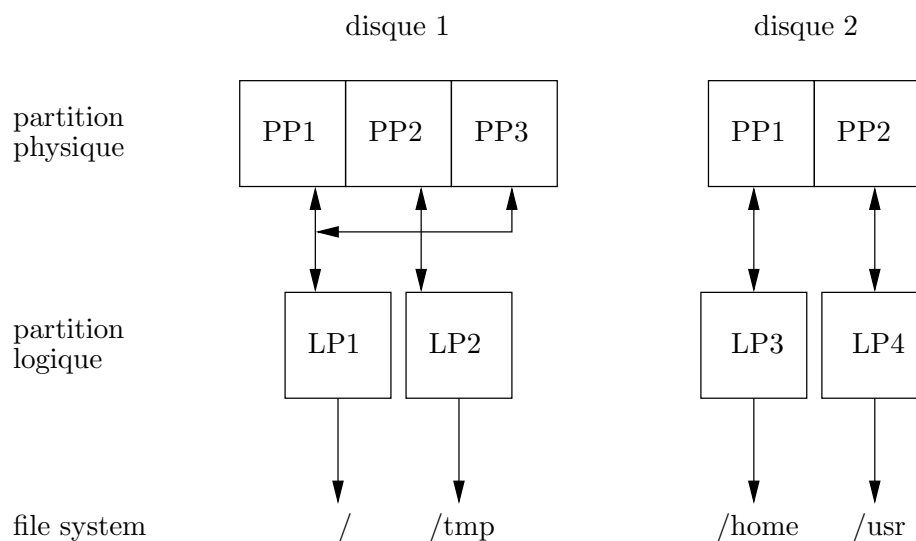 disque 1
disque 2
partition
physique
PP1 PP2 PP3
PP1 PP2
partition
logique
LP1 LP2
LP3 LP4
file system
/ /tmp
/home /usr